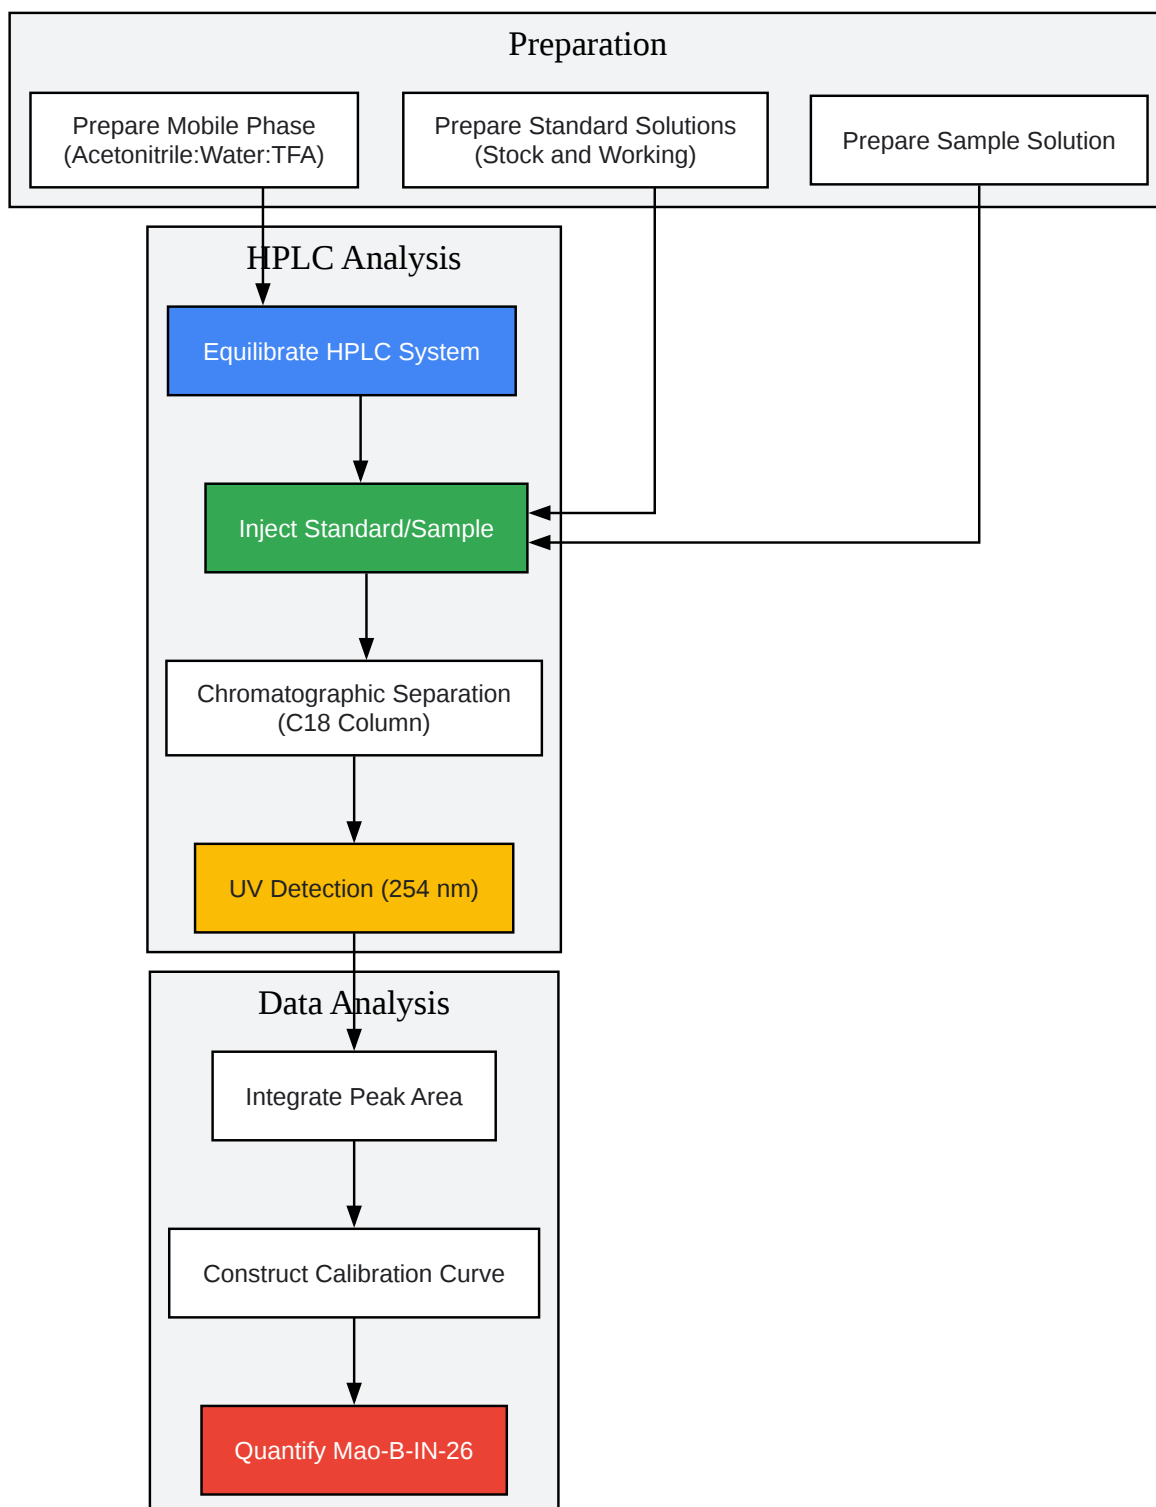 Preparation
Prepare Mobile Phase
(Acetonitrile:Water:TFA)
Prepare Standard Solutions
(Stock and Working)
Prepare Sample Solution
HPLC Analysis
Equilibrate HPLC System
Inject Standard/Sample
Chromatographic Separation
(C18 Column)
UV Detection (254 nm)
Data Analysis
Integrate Peak Area
Construct Calibration Curve
Quantify Mao-B-IN-26